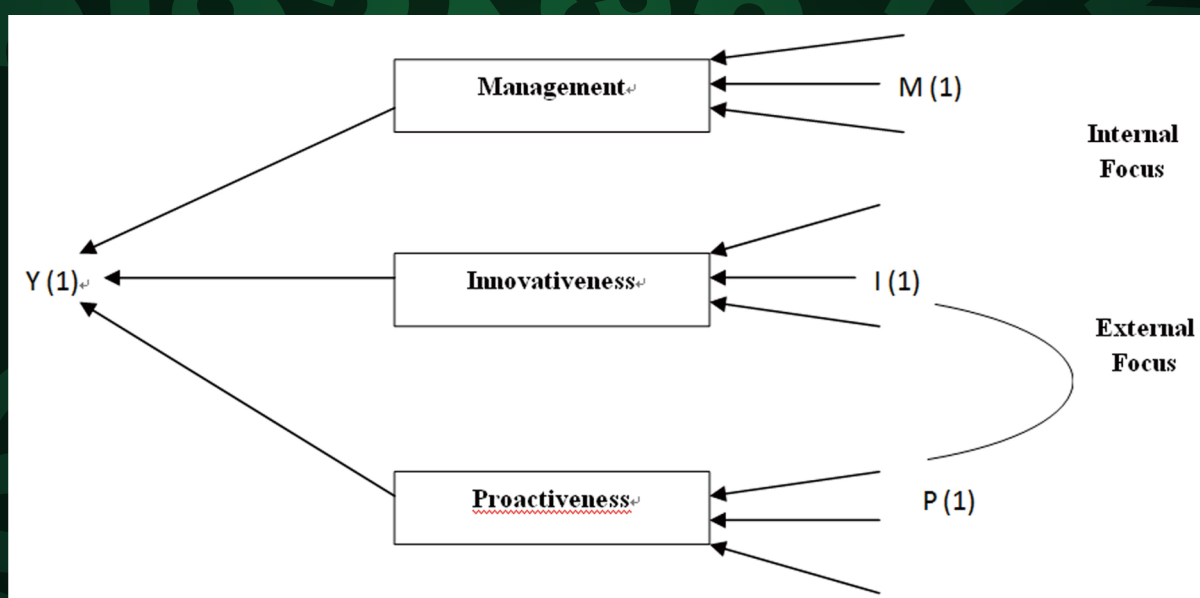 Management
M (1)
Internal
Focus
Innovativeness
Y (1)
I (1)
External
Focus
Proactiveness
P (1)